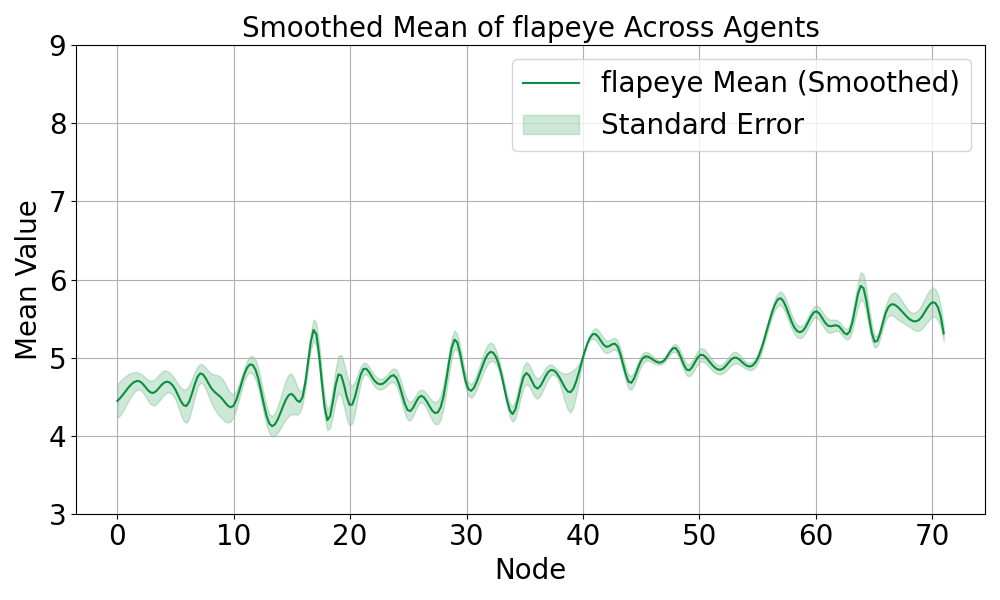 Smoothed Mean of flapeye Across Agents
flapeye Mean (Smoothed)
Standard Error
Mean Value
9
8
7
6
5
4
3
0 10 20 30 40 50 60 70
Node